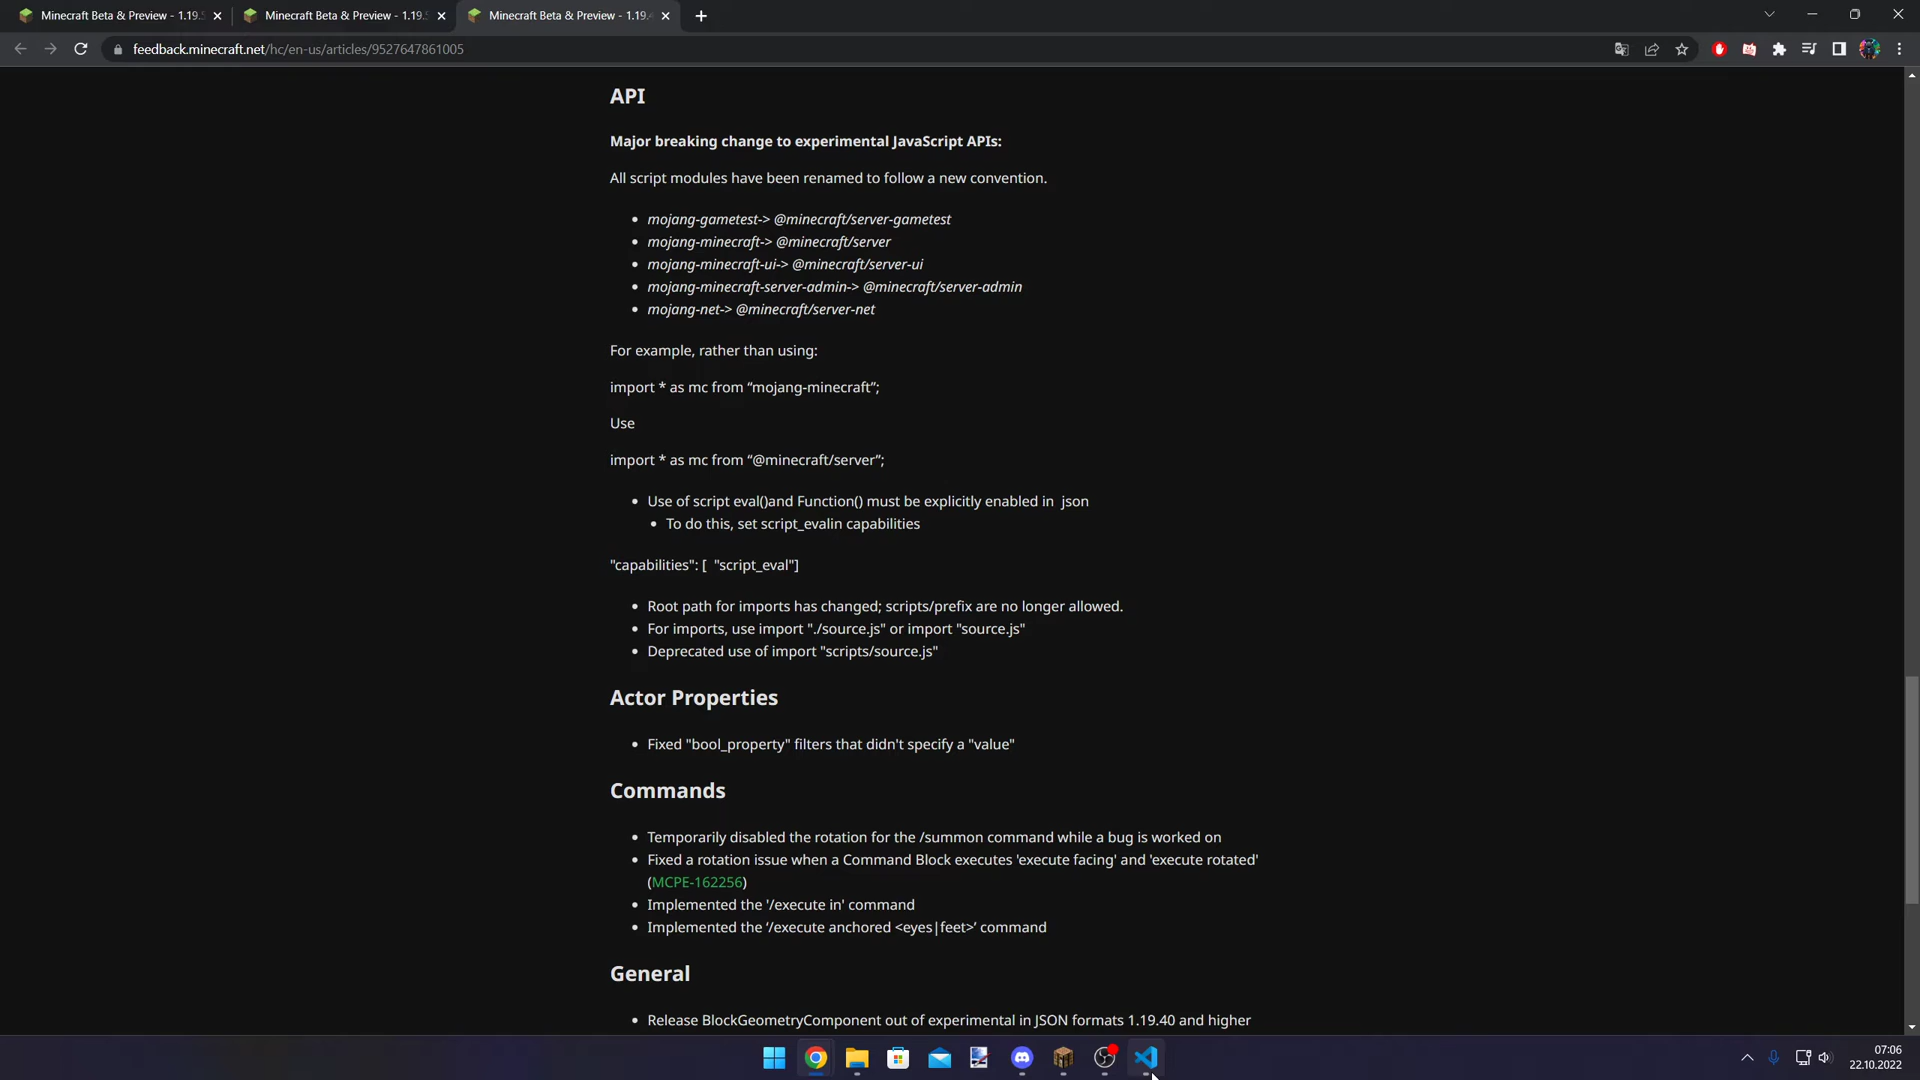 Minecraft Beta & Preview - 1.19.5
Minecraft Beta & Preview - 1.19.5
Minecraft Beta & Preview - 1.19.4
feedback.minecraft.net/hc/en-us/articles/9527647861005
API
Major breaking change to experimental JavaScript APIs:
All script modules have been renamed to follow a new convention.
mojang-gametest-> @minecraft/server-gametest
mojang-minecraft-> @minecraft/server
mojang-minecraft-ui-> @minecraft/server-ui
mojang-minecraft-server-admin-> @minecraft/server-admin
mojang-net-> @minecraft/server-net
For example, rather than using:
import * as mc from “mojang-minecraft”;
Use
import * as mc from “@minecraft/server”;
Use of script eval()and Function() must be explicitly enabled in  json
To do this, set script_evalin capabilities
"capabilities": [  "script_eval"]
Root path for imports has changed; scripts/prefix are no longer allowed.
For imports, use import "./source.js" or import "source.js"
Deprecated use of import "scripts/source.js"
Actor Properties
Fixed "bool_property" filters that didn't specify a "value"
Commands
Temporarily disabled the rotation for the /summon command while a bug is worked on
Fixed a rotation issue when a Command Block executes 'execute facing' and 'execute rotated'
(MCPE-162256)
Implemented the '/execute in' command
Implemented the ‘/execute anchored <eyes|feet>’ command
General
Release BlockGeometryComponent out of experimental in JSON formats 1.19.40 and higher
07:06
22.10.2022